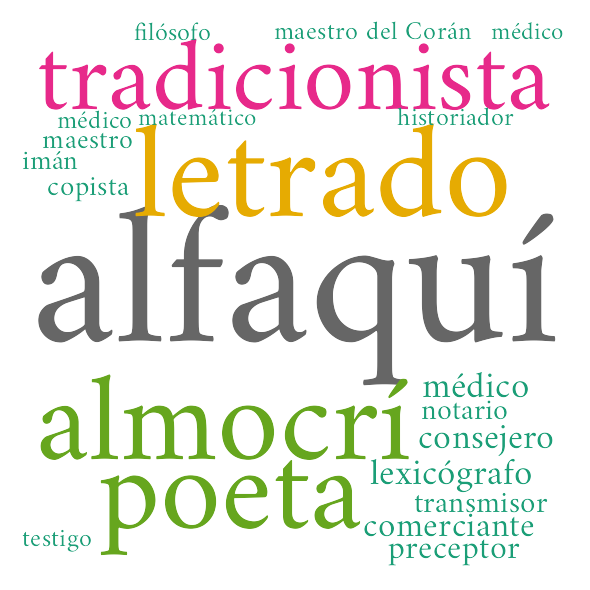 filósofo maestro del Corán médico
tradicionista
médico matemático historiador
maestro
imán
copista
letrado
alfaquí
almocrí
médico
notario
consejero
poeta
lexicógrafo
transmisor
comerciante
testigo
preceptor